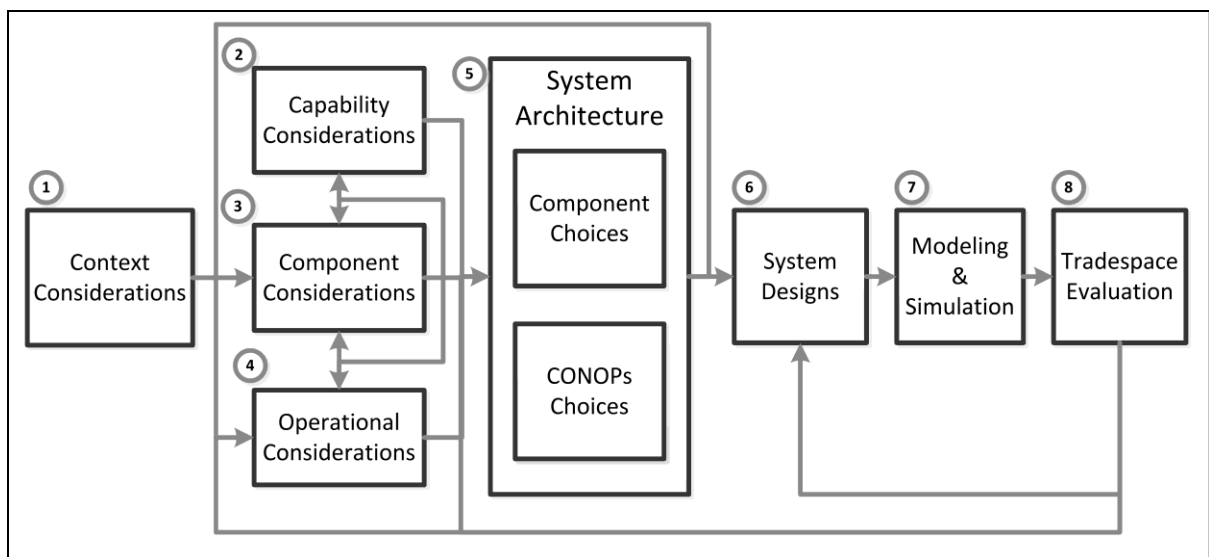 1
Context
Considerations
2
Capability
Considerations
3
Component
Considerations
4
Operational
Considerations
5
System
Architecture
Component
Choices
CONOPs
Choices
6
System
Designs
7
Modeling
&
Simulation
8
Tradespace
Evaluation